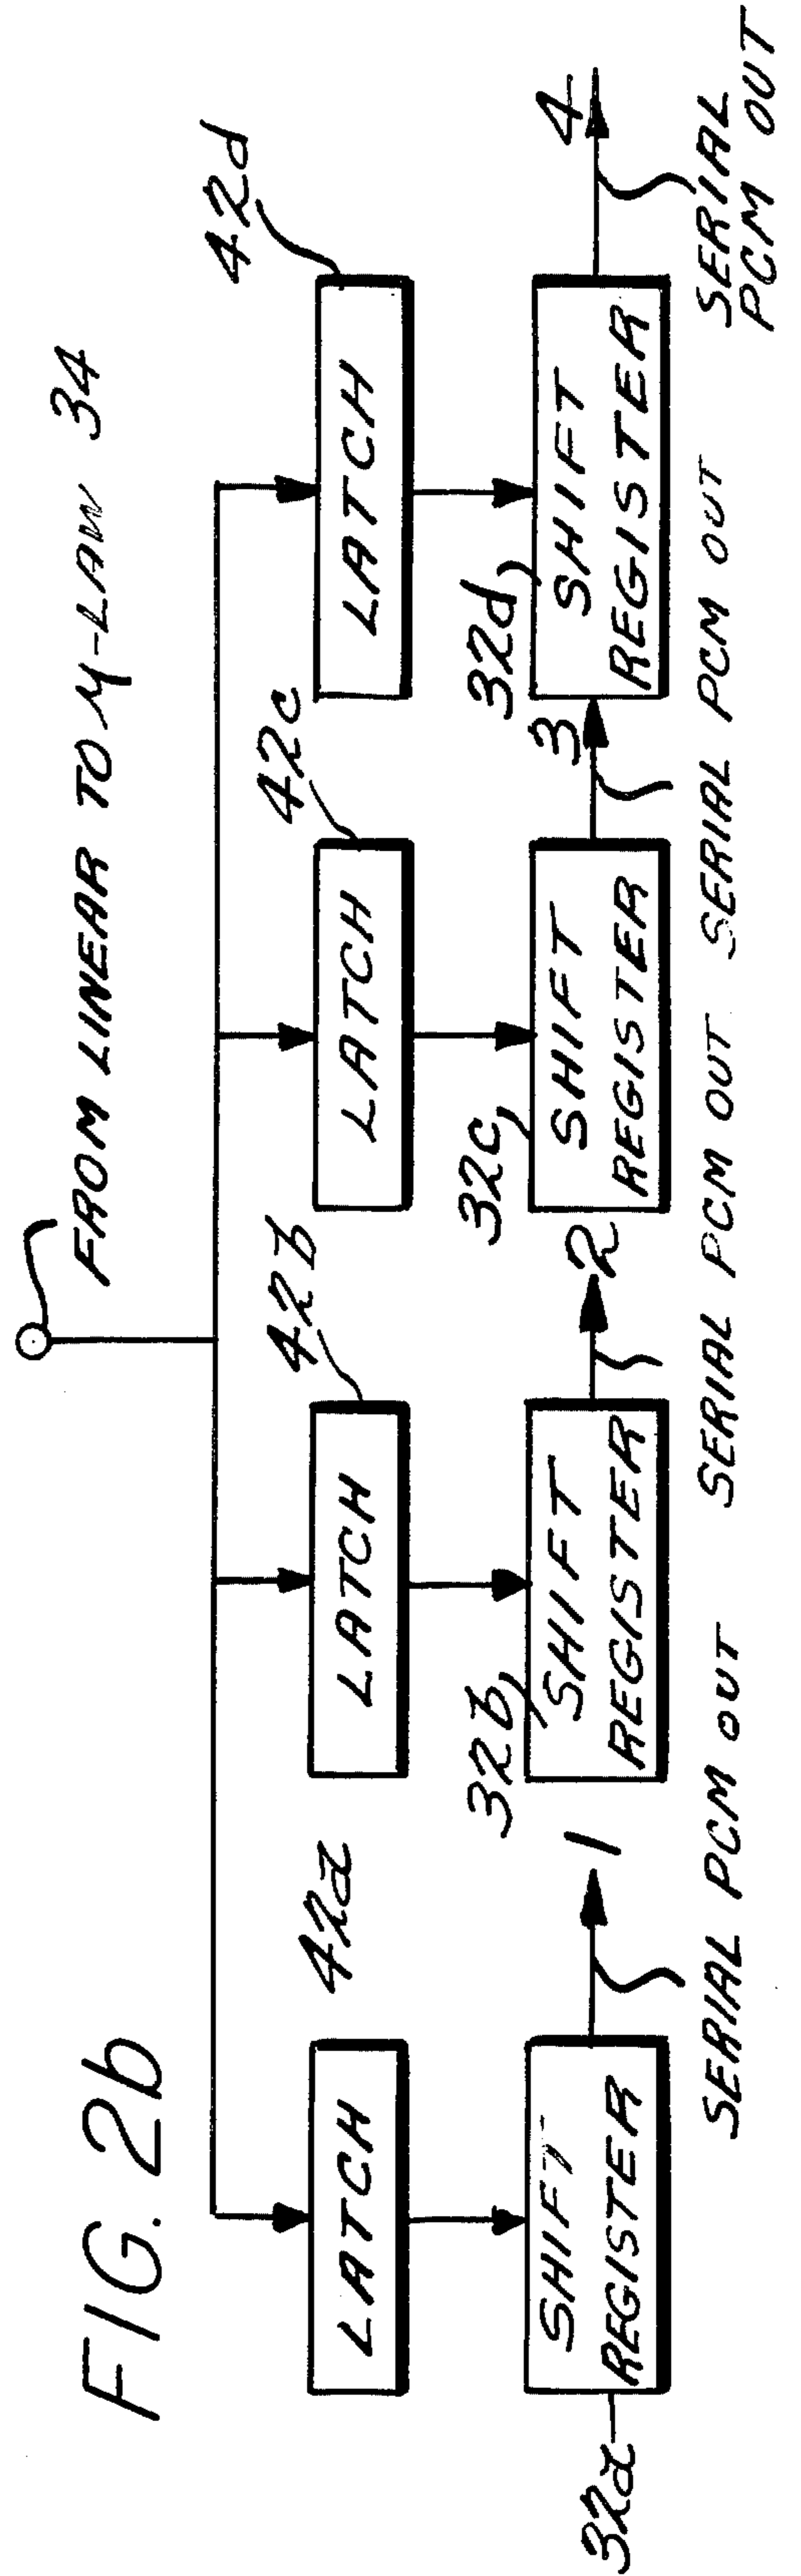 FIG. 2b
FROM LINEAR TO μ-LAW 34
42a
42b
42c
42d
LATCH
LATCH
LATCH
LATCH
32a
32b
32c
32d
SHIFT
REGISTER
1
SHIFT
REGISTER
2
SHIFT
REGISTER
3
SHIFT
REGISTER
4
SERIAL PCM OUT
SERIAL PCM OUT
SERIAL PCM OUT
SERIAL
PCM OUT